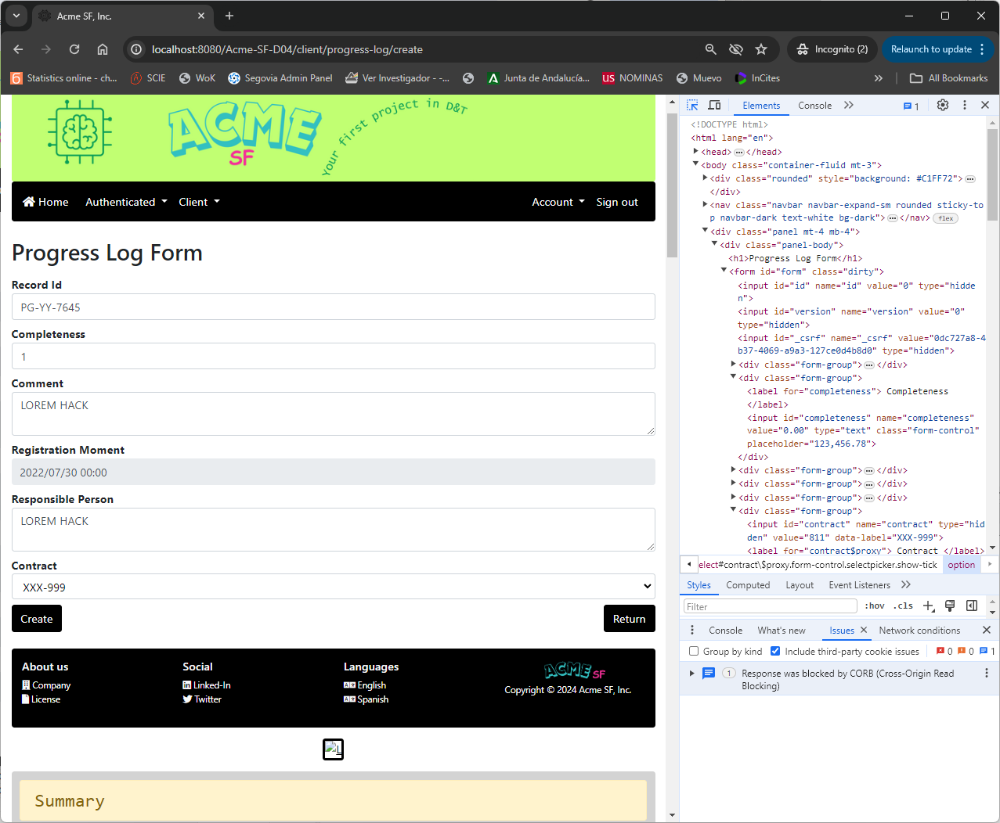 Acme SF, Inc.
localhost:8080/Acme-SF-D04/client/progress-log/create
Incognito (2)
Relaunch to update
Statistics online - ch...
SCIE
WoK
Segovia Admin Panel
Ver Investigador - -...
Junta de Andalucía...
US NOMINAS
Muevo
InCites
All Bookmarks
ACME
SF
Your first project in D&T
Home
Authenticated
Client
Account
Sign out
Progress Log Form
Record Id
PG-YY-7645
Completeness
1
Comment
LOREM HACK
Registration Moment
2022/07/30 00:00
Responsible Person
LOREM HACK
Contract
XXX-999
Create
Return
About us
Company
License
Social
Linked-In
Twitter
Languages
English
Spanish
ACME SF
Copyright © 2024 Acme SF, Inc.
L
Summary
Elements
Console
1
<!DOCTYPE html>
<html lang="en">
<head> ... </head>
<body class="container-fluid mt-3">
<div class="rounded" style="background: #C1FF72"> ...
</div>
<nav class="navbar navbar-expand-sm rounded sticky-to
p navbar-dark text-white bg-dark"> ... </nav> flex
<div class="panel mt-4 mb-4">
<div class="panel-body">
<h1>Progress Log Form</h1>
<form id="form" class="dirty">
<input id="id" name="id" value="0" type="hidde
n">
<input id="version" name="version" value="0"
type="hidden">
<input id="_csrf" name="_csrf" value="0dc727a8-4
b37-4069-a9a3-127ce0d4b8d0" type="hidden">
<div class="form-group"> ... </div>
<div class="form-group">
<label for="completeness"> Completeness
</label>
<input id="completeness" name="completeness"
value="0.00" type="text" class="form-control"
placeholder="123,456.78">
</div>
<div class="form-group"> ... </div>
<div class="form-group"> ... </div>
<div class="form-group"> ... </div>
<div class="form-group">
<input id="contract" name="contract" type="hid
den" value="811" data-label="XXX-999">
<label for="contract$proxy"> Contract </label>
elect#contract\$proxy.form-control.selectpicker.show-tick
option
Styles
Computed
Layout
Event Listeners
Filter
:hov
.cls
Console
What's new
Issues
Network conditions
Group by kind
Include third-party cookie issues
0
0
1
1
Response was blocked by CORB (Cross-Origin Read
Blocking)